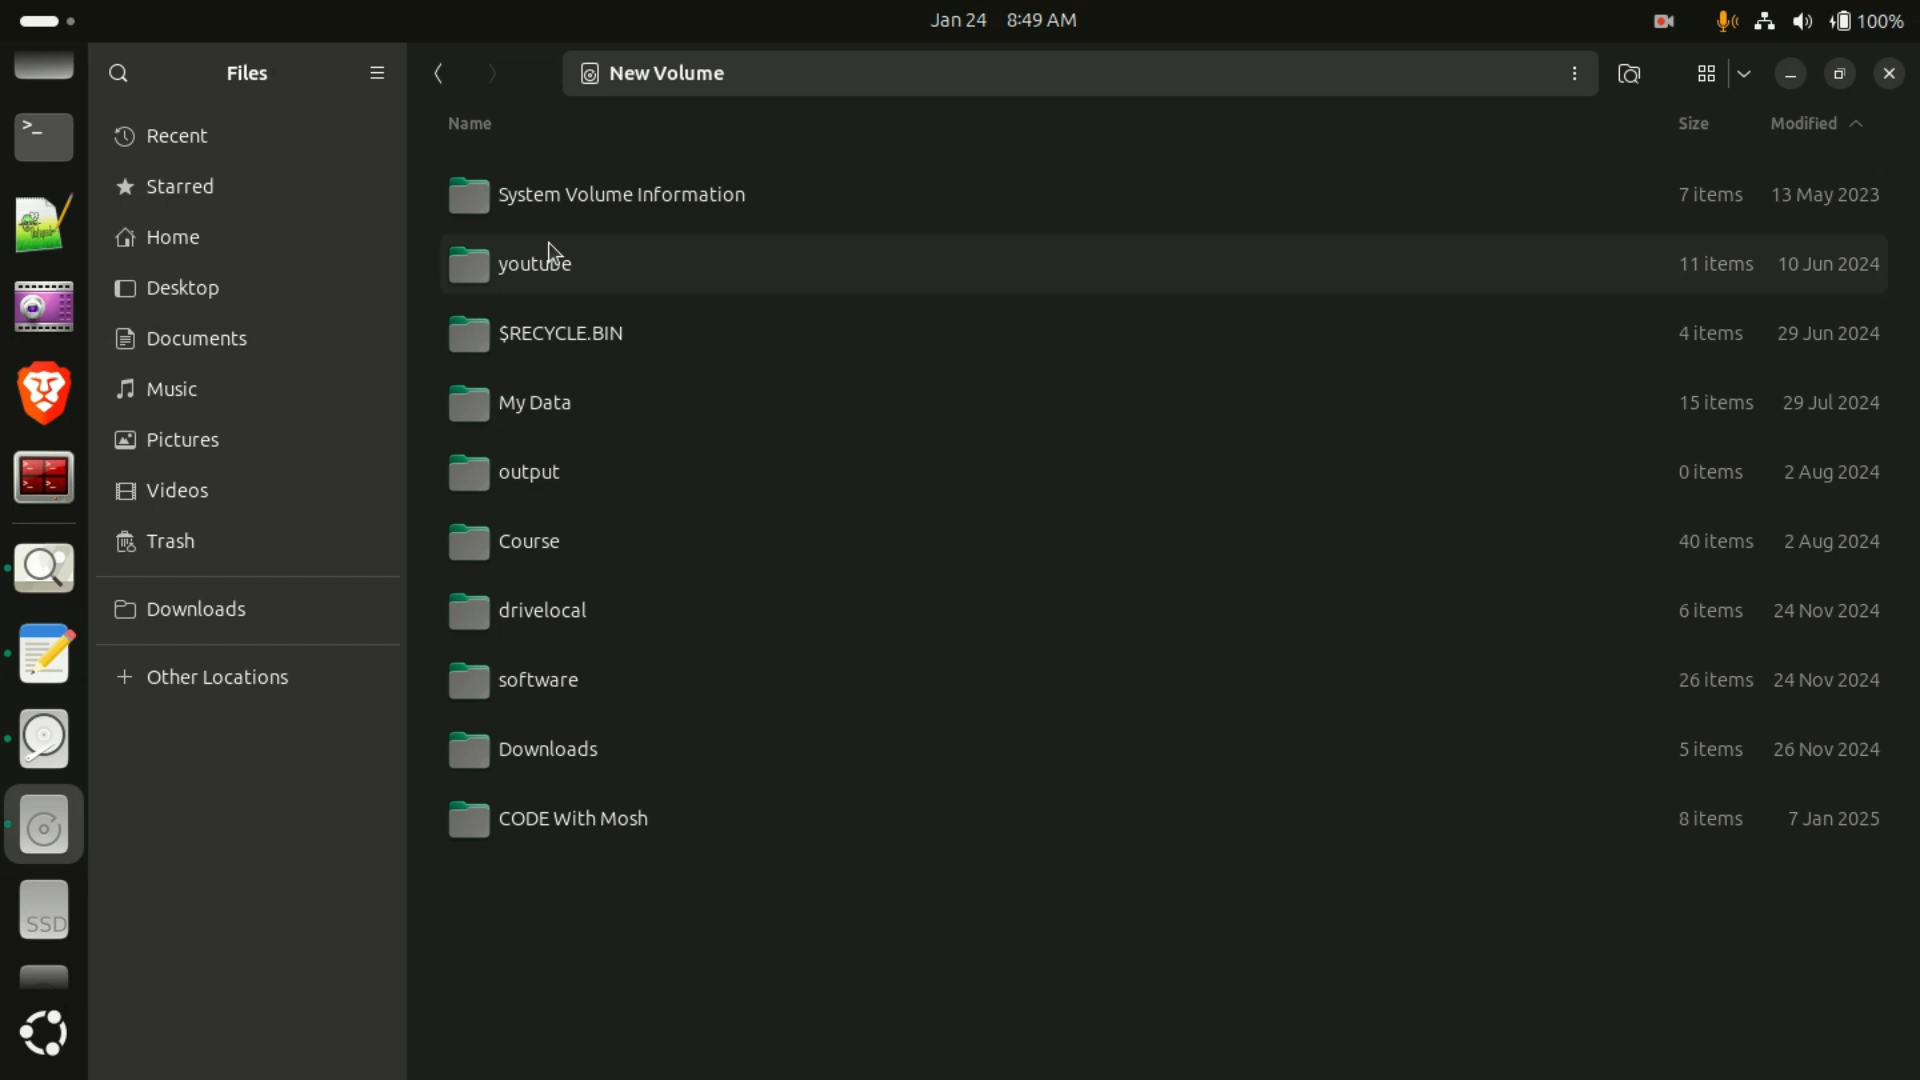 Jan 24 8:49 AM
100%
Files
New Volume
Name Size Modified
Recent
Starred
Home
Desktop
Documents
Music
Pictures
Videos
Trash
Downloads
Other Locations
System Volume Information 7 items 13 May 2023
youtube 11 items 10 Jun 2024
$RECYCLE.BIN 4 items 29 Jun 2024
My Data 15 items 29 Jul 2024
output 0 items 2 Aug 2024
Course 40 items 2 Aug 2024
drivelocal 6 items 24 Nov 2024
software 26 items 24 Nov 2024
Downloads 5 items 26 Nov 2024
CODE With Mosh 8 items 7 Jan 2025
>_
SSD